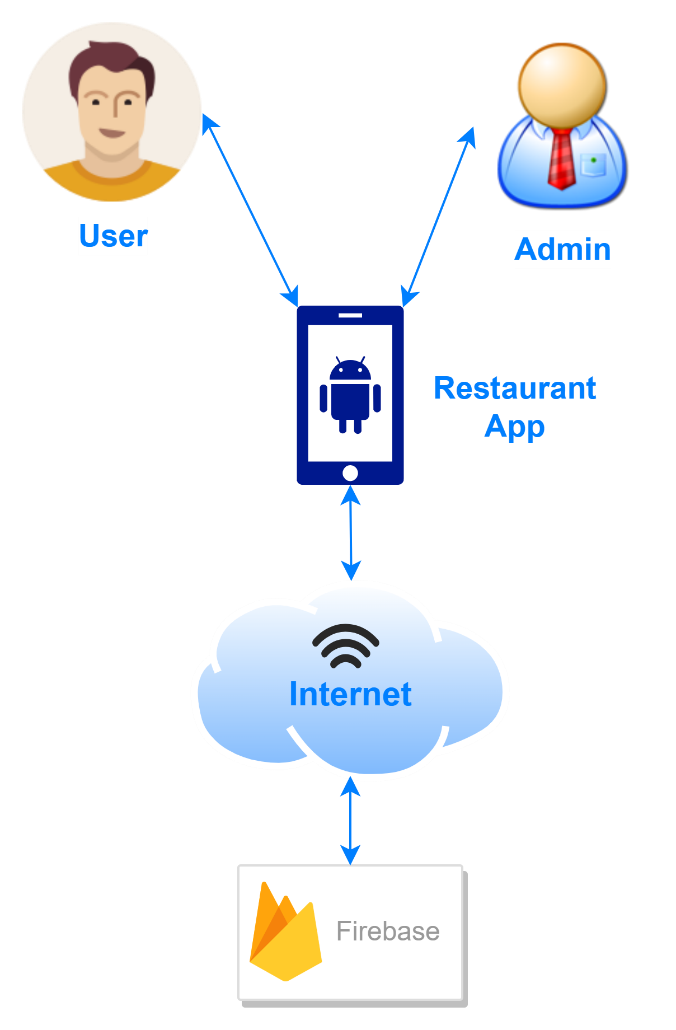 User
Admin
Restaurant
App
Internet
Firebase